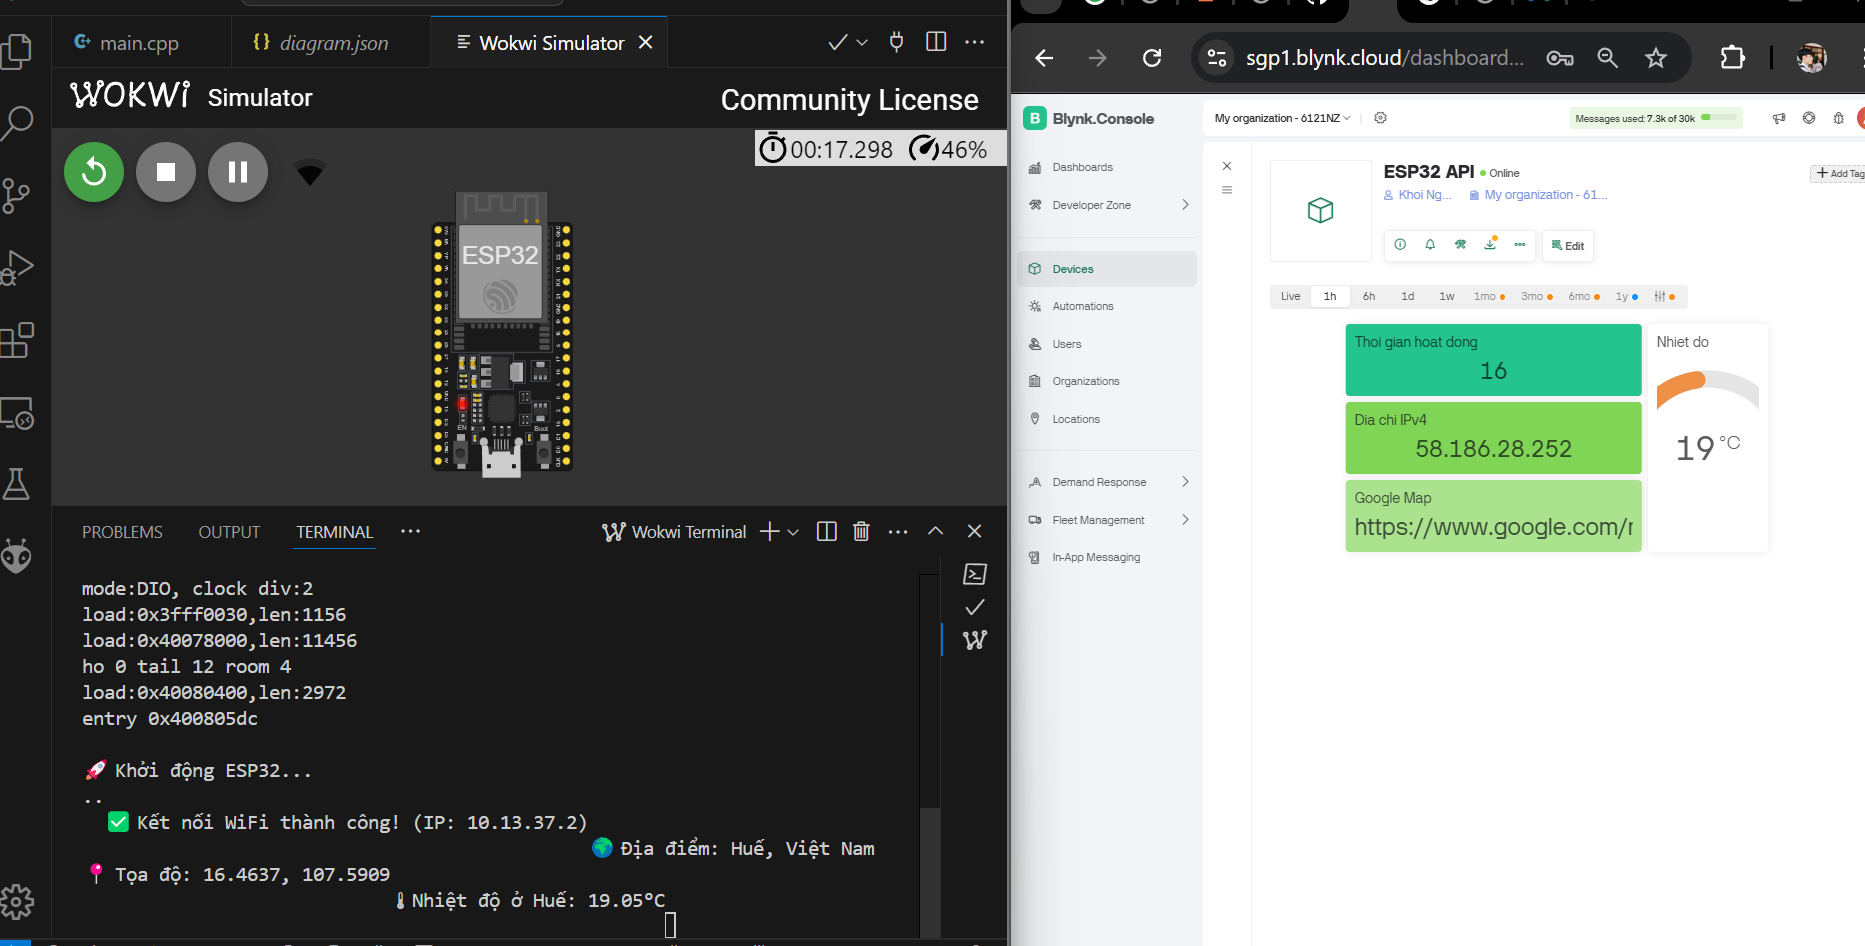 main.cpp
{} diagram.json
Wokwi Simulator
WOKWi Simulator
Community License
00:17.298
46%
ESP32
EN
Boot
PROBLEMS
OUTPUT
TERMINAL
Wokwi Terminal
mode:DIO, clock div:2
load:0x3fff0030,len:1156
load:0x40078000,len:11456
ho 0 tail 12 room 4
load:0x40080400,len:2972
entry 0x400805dc
🚀 Khởi động ESP32...
..
✅ Kết nối WiFi thành công! (IP: 10.13.37.2)
🌍 Địa điểm: Huế, Việt Nam
📍 Tọa độ: 16.4637, 107.5909
🌡Nhiệt độ ở Huế: 19.05°C
sgp1.blynk.cloud/dashboard...
B Blynk.Console
My organization - 6121NZ
Messages used: 7.3k of 30k
Dashboards
Developer Zone
Devices
Automations
Users
Organizations
Locations
Demand Response
Fleet Management
In-App Messaging
ESP32 API
Online
+ Add Tag
Khoi Ng...
My organization - 61...
Edit
Live
1h
6h
1d
1w
1mo
3mo
6mo
1y
Thoi gian hoat dong
16
Dia chi IPv4
58.186.28.252
Google Map
https://www.google.com/r
Nhiet do
19 °C